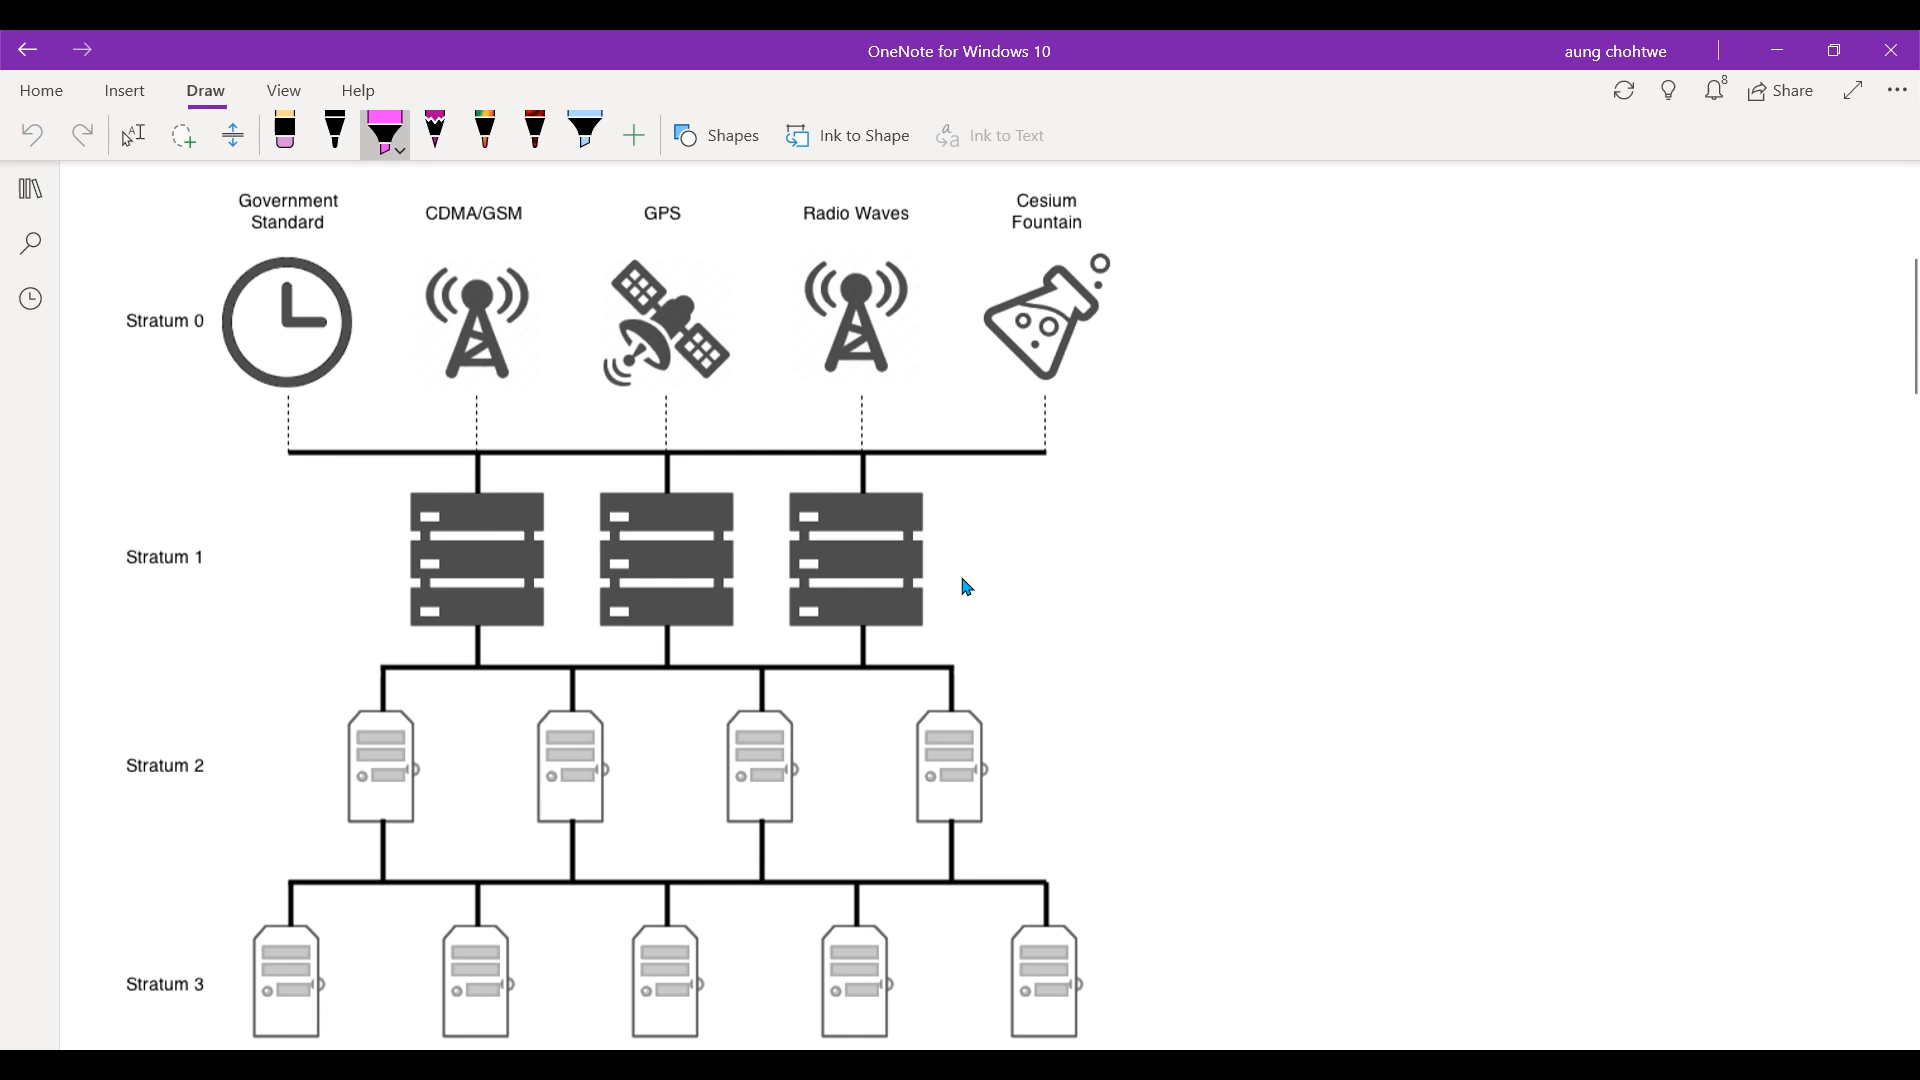 OneNote for Windows 10
aung chohtwe
Home Insert Draw View Help
8
Share
Shapes
Ink to Shape
Ink to Text
Government
Standard
CDMA/GSM
GPS
Radio Waves
Cesium
Fountain
Stratum 0
Stratum 1
Stratum 2
Stratum 3